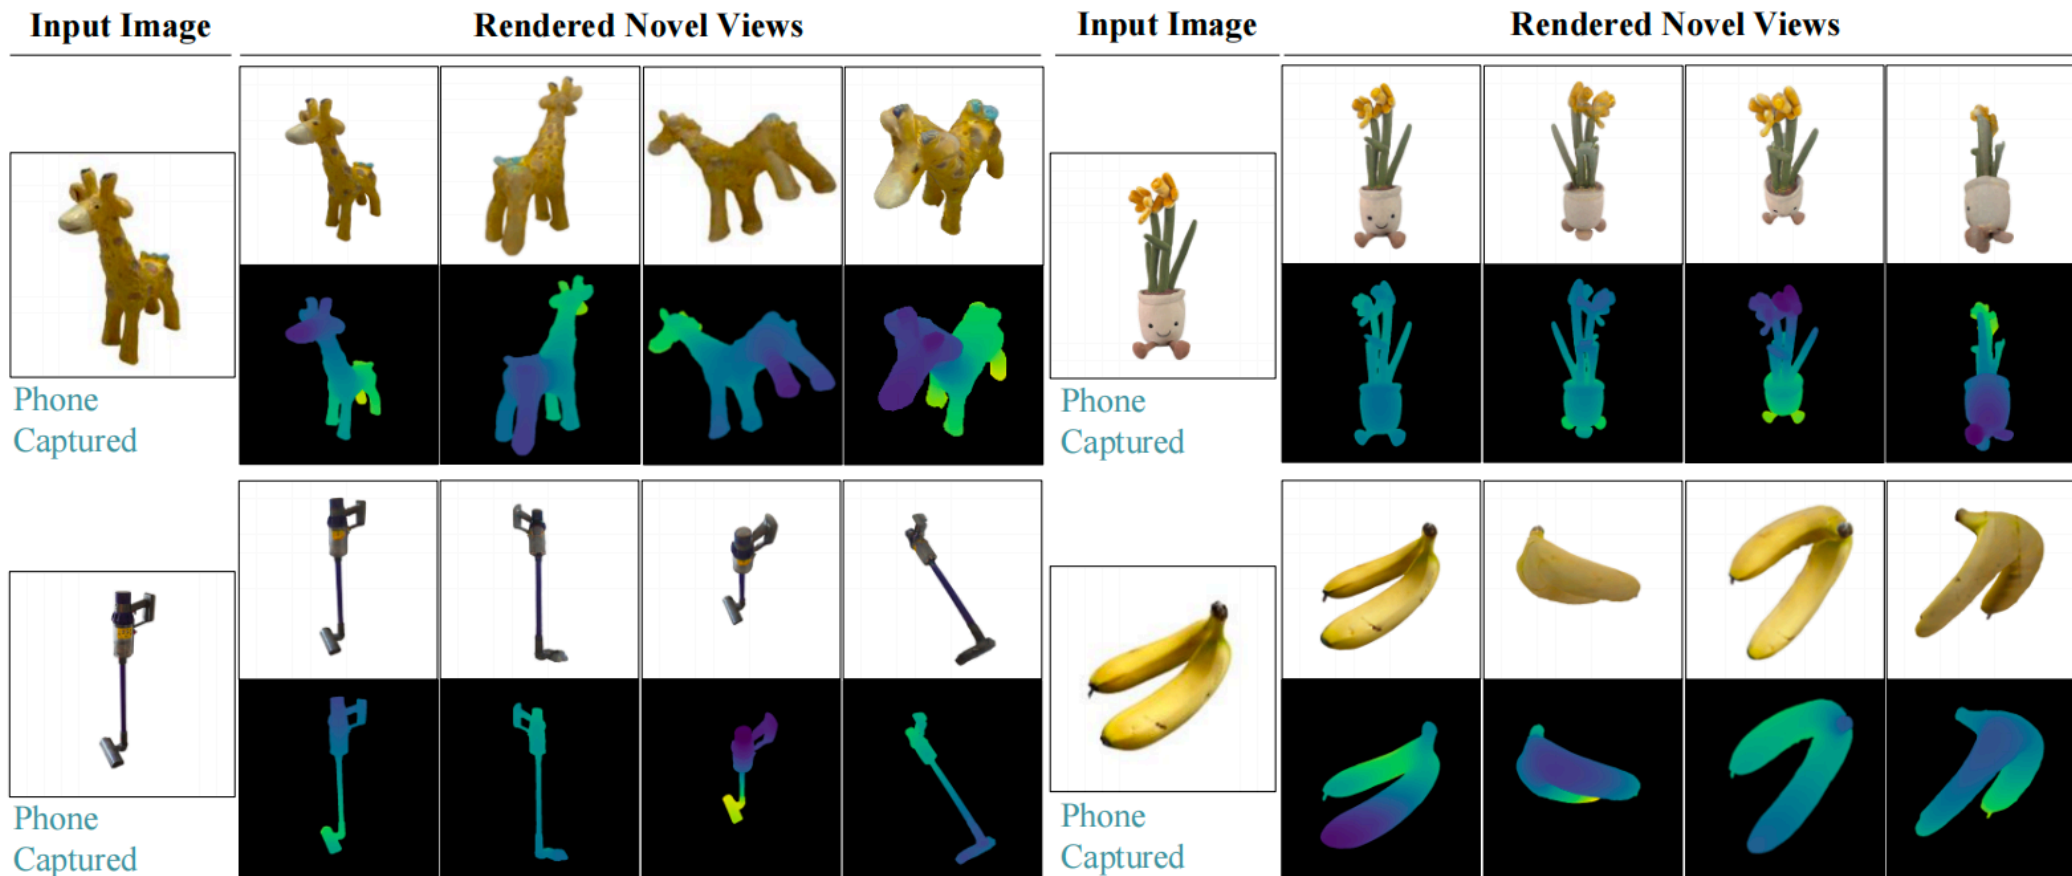 Input Image
Rendered Novel Views
Input Image
Rendered Novel Views
Phone
Captured
Phone
Captured
Phone
Captured
Phone
Captured